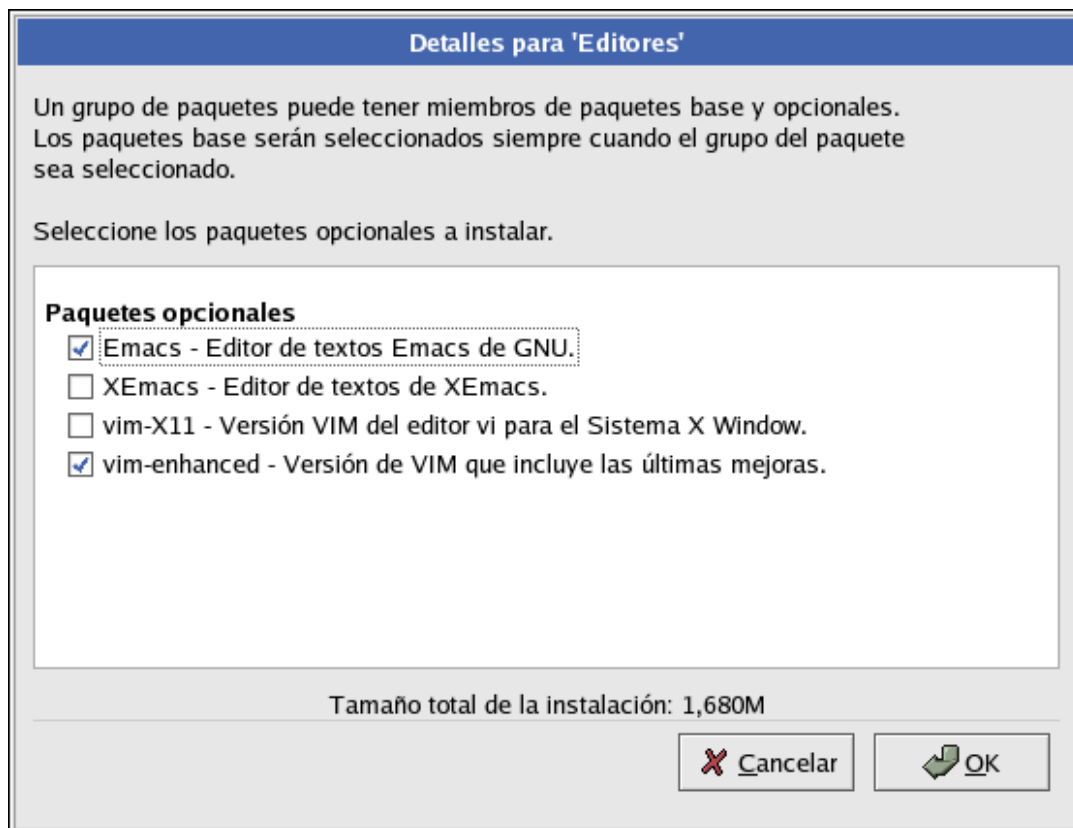 Detalles para 'Editores'
Un grupo de paquetes puede tener miembros de paquetes base y opcionales.
Los paquetes base serán seleccionados siempre cuando el grupo del paquete
sea seleccionado.
Seleccione los paquetes opcionales a instalar.
Paquetes opcionales
Emacs - Editor de textos Emacs de GNU.
XEmacs - Editor de textos de XEmacs.
vim-X11 - Versión VIM del editor vi para el Sistema X Window.
vim-enhanced - Versión de VIM que incluye las últimas mejoras.
Tamaño total de la instalación: 1,680M
Cancelar OK